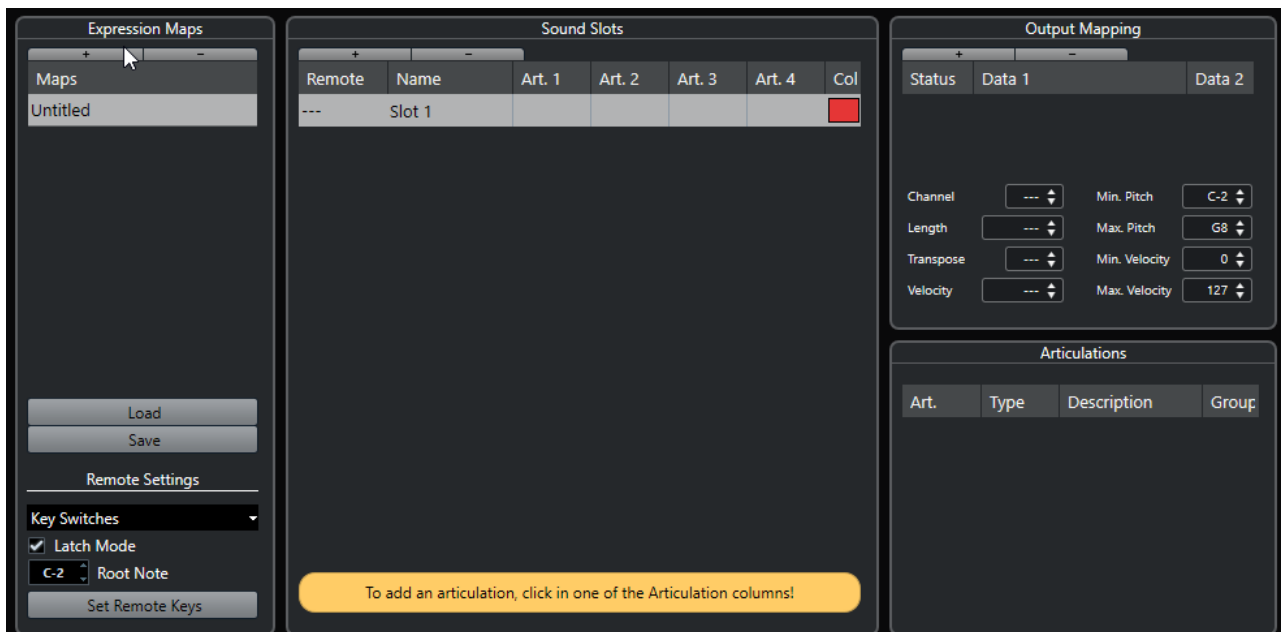 Expression Maps
+ −
Maps
Untitled
Load
Save
Remote Settings
Key Switches
Latch Mode
C-2 Root Note
Set Remote Keys
Sound Slots
+ −
Remote Name Art. 1 Art. 2 Art. 3 Art. 4 Col
--- Slot 1
To add an articulation, click in one of the Articulation columns!
Output Mapping
+ −
Status Data 1 Data 2
Channel --- Min. Pitch C-2
Length --- Max. Pitch G8
Transpose --- Min. Velocity 0
Velocity --- Max. Velocity 127
Articulations
Art. Type Description Group